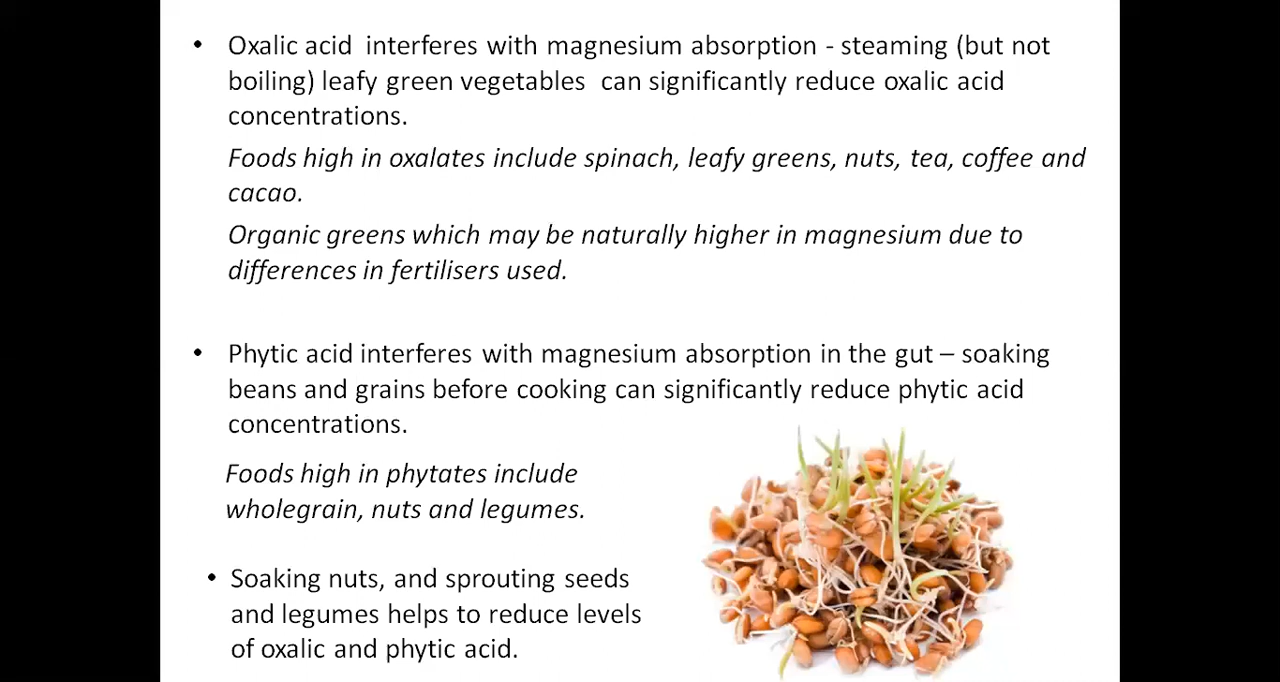 • Oxalic acid interferes with magnesium absorption - steaming (but not
boiling) leafy green vegetables can significantly reduce oxalic acid
concentrations.
Foods high in oxalates include spinach, leafy greens, nuts, tea, coffee and
cacao.
Organic greens which may be naturally higher in magnesium due to
differences in fertilisers used.
• Phytic acid interferes with magnesium absorption in the gut – soaking
beans and grains before cooking can significantly reduce phytic acid
concentrations.
Foods high in phytates include
wholegrain, nuts and legumes.
• Soaking nuts, and sprouting seeds
and legumes helps to reduce levels
of oxalic and phytic acid.